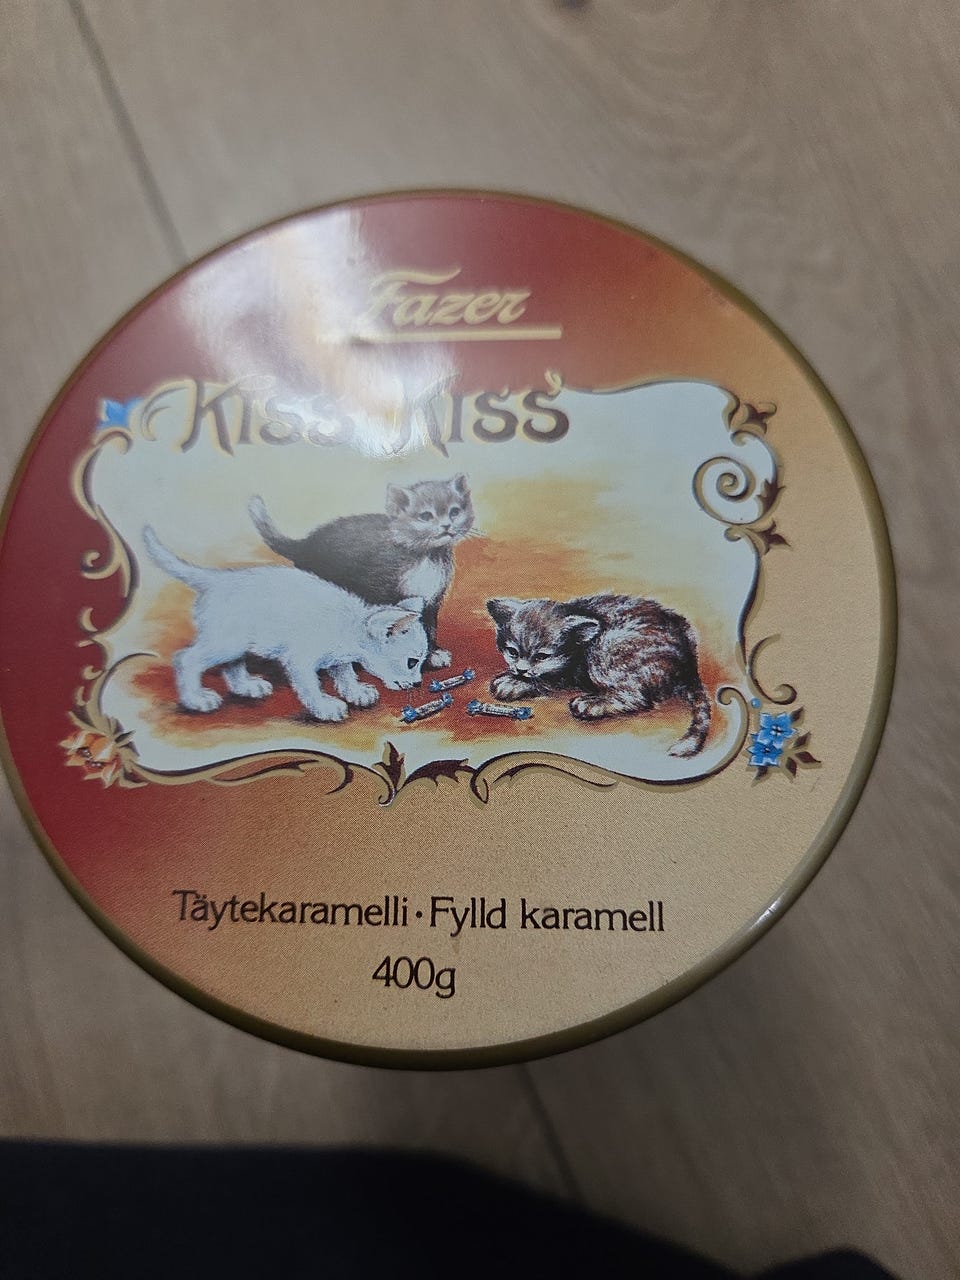 Fazer
Kiss Kiss'
Täytekaramelli · Fylld karamell
400g